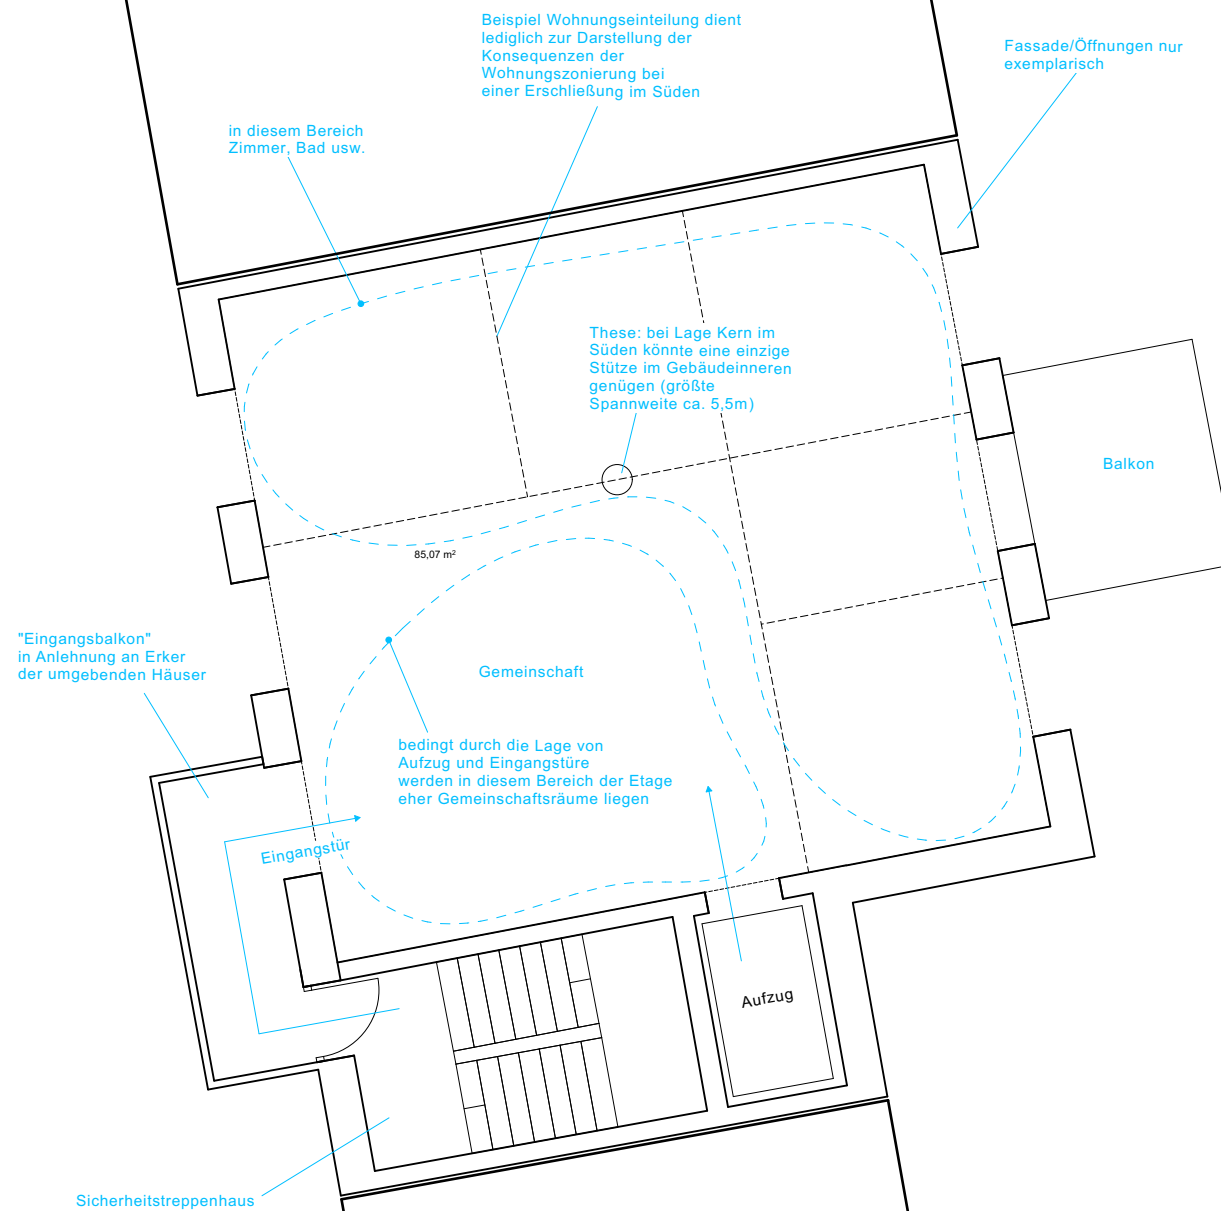 Beispiel Wohnungseinteilung dient
lediglich zur Darstellung der
Konsequenzen der
Wohnungszonierung bei
einer Erschließung im Süden
Fassade/Öffnungen nur
exemplarisch
in diesem Bereich
Zimmer, Bad usw.
These: bei Lage Kern im
Süden könnte eine einzige
Stütze im Gebäudeinneren
genügen (größte
Spannweite ca. 5,5m)
Balkon
85,07 m²
"Eingangsbalkon"
in Anlehnung an Erker
der umgebenden Häuser
Gemeinschaft
bedingt durch die Lage von
Aufzug und Eingangstüre
werden in diesem Bereich der Etage
eher Gemeinschaftsräume liegen
Eingangstür
Aufzug
Sicherheitstreppenhaus